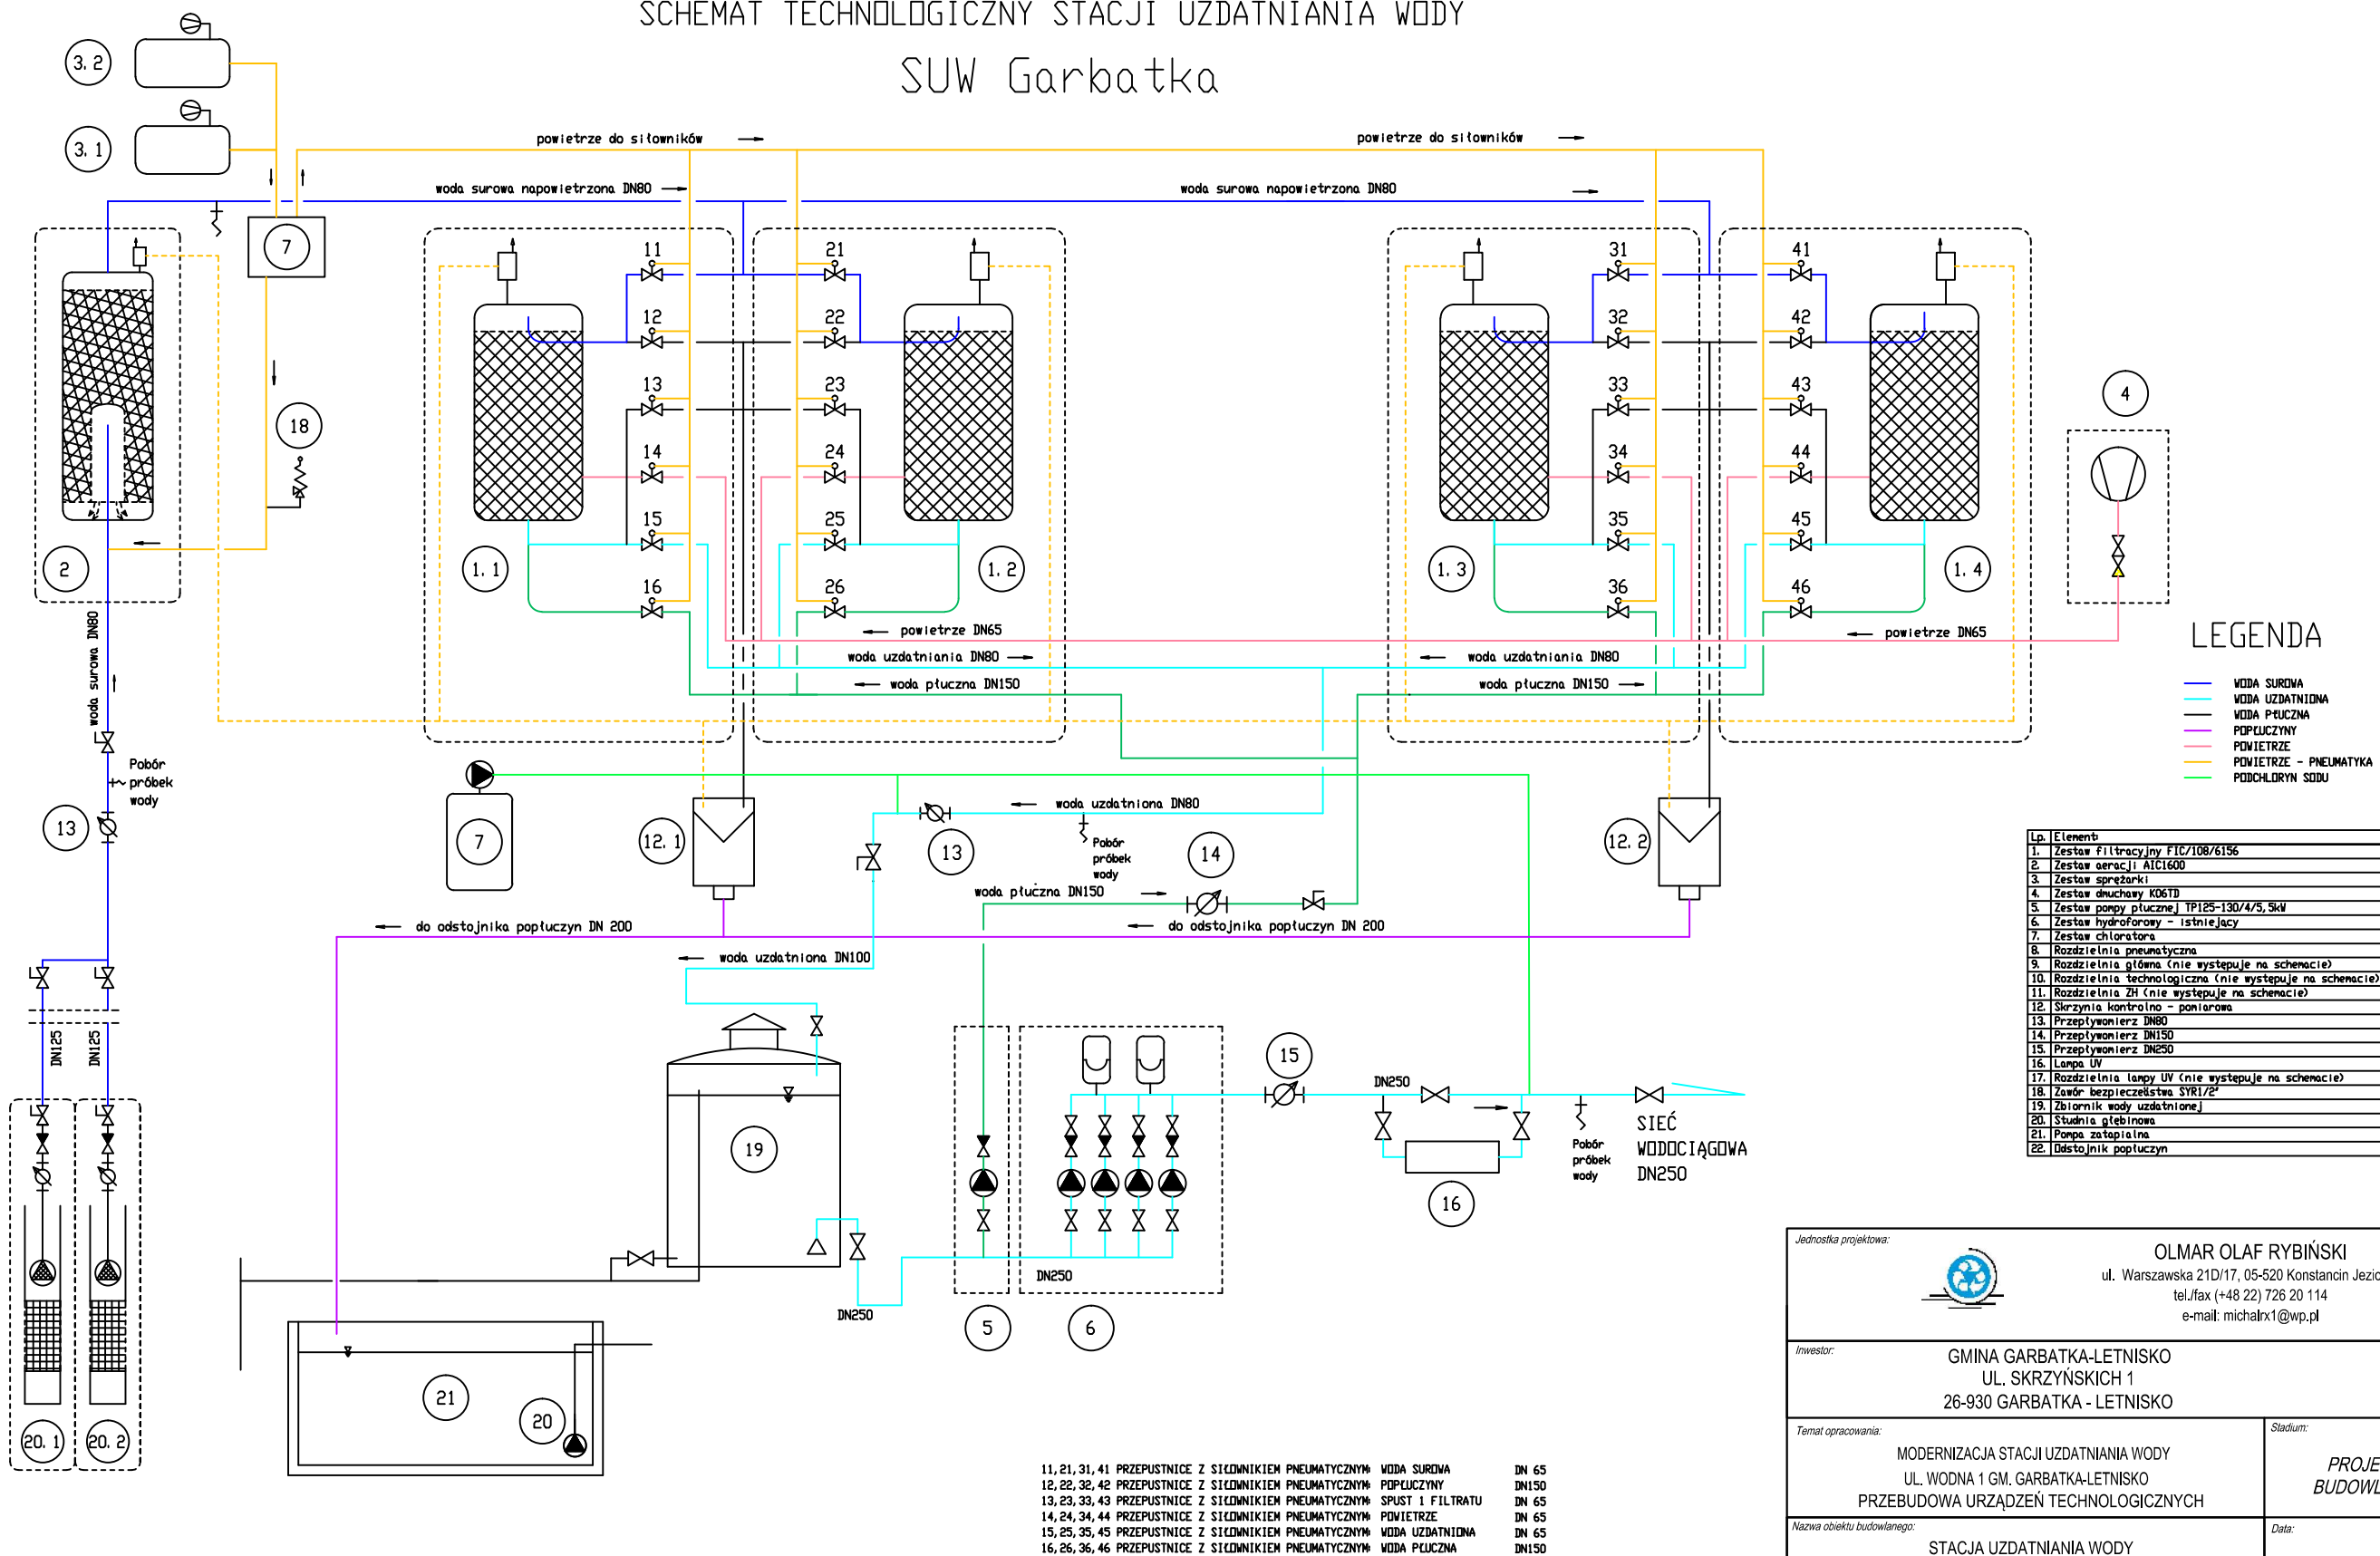 SCHEMAT TECHNOLOGICZNY STACJI UZDATNIANIA WODY
SUW Garbatka
3. 2
3. 1
powietrze do siłowników
powietrze do siłowników
woda surowa napowietrzona DN80
woda surowa napowietrzona DN80
7
11
21
31
41
12
22
32
42
13
23
33
43
4
18
14
24
34
44
15
25
35
45
2
1. 1
1. 2
1. 3
1. 4
16
26
36
46
woda surowa DN80
powietrze DN65
powietrze DN65
woda uzdatniania DN80
woda uzdatniania DN80
woda płuczna DN150
woda płuczna DN150
LEGENDA
WODA SUROWA
WODA UZDATNIONA
WODA PŁUCZNA
POPŁUCZYNY
POWIETRZE
POWIETRZE - PNEUMATYKA
PODCHLORYN SODU
Pobór
próbek
wody
13
7
12. 1
woda uzdatniona DN80
13
Pobór
próbek
wody
14
12. 2
woda płuczna DN150
do odstojnika popłuczyn DN 200
do odstojnika popłuczyn DN 200
woda uzdatniona DN100
Lp. Element:
1. Zestaw filtracyjny FIC/108/6156
2. Zestaw aeracji AIC1600
3. Zestaw sprężarki
4. Zestaw dmuchawy K06TD
5. Zestaw pompy płucznej TP125-130/4/5,5kW
6. Zestaw hydroforowy - istniejący
7. Zestaw chloratora
8. Rozdzielnia pneumatyczna
9. Rozdzielnia główna (nie występuje na schemacie)
10. Rozdzielnia technologiczna (nie występuje na schemacie)
11. Rozdzielnia ZH (nie występuje na schemacie)
12. Skrzynia kontrolno - pomiarowa
13. Przepływomierz DN80
14. Przepływomierz DN150
15. Przepływomierz DN250
16. Lampa UV
17. Rozdzielnia lampy UV (nie występuje na schemacie)
18. Zawór bezpieczeństwa SYR1/2"
19. Zbiornik wody uzdatnionej
20. Studnia głębinowa
21. Pompa zatapialna
22. Odstojnik popłuczyn
DN125
DN125
15
DN250
19
SIEĆ
WODOCIĄGOWA
DN250
Pobór
próbek
wody
16
DN250
DN250
5
6
21
20
20. 1
20. 2
Jednostka projektowa:
OLMAR OLAF RYBIŃSKI
ul. Warszawska 21D/17, 05-520 Konstancin Jezio
tel./fax (+48 22) 726 20 114
e-mail: michalrx1@wp.pl
Inwestor:
GMINA GARBATKA-LETNISKO
UL. SKRZYŃSKICH 1
26-930 GARBATKA - LETNISKO
Temat opracowania:
MODERNIZACJA STACJI UZDATNIANIA WODY
UL. WODNA 1 GM. GARBATKA-LETNISKO
PRZEBUDOWA URZĄDZEŃ TECHNOLOGICZNYCH
Stadium:
PROJE
BUDOWL
Nazwa obiektu budowlanego:
STACJA UZDATNIANIA WODY
Data:
11,21,31,41 PRZEPUSTNICE Z SIŁOWNIKIEM PNEUMATYCZNYM: WODA SUROWA DN 65
12,22,32,42 PRZEPUSTNICE Z SIŁOWNIKIEM PNEUMATYCZNYM: POPŁUCZYNY DN150
13,23,33,43 PRZEPUSTNICE Z SIŁOWNIKIEM PNEUMATYCZNYM: SPUST 1 FILTRATU DN 65
14,24,34,44 PRZEPUSTNICE Z SIŁOWNIKIEM PNEUMATYCZNYM: POWIETRZE DN 65
15,25,35,45 PRZEPUSTNICE Z SIŁOWNIKIEM PNEUMATYCZNYM: WODA UZDATNIONA DN 65
16,26,36,46 PRZEPUSTNICE Z SIŁOWNIKIEM PNEUMATYCZNYM: WODA PŁUCZNA DN150